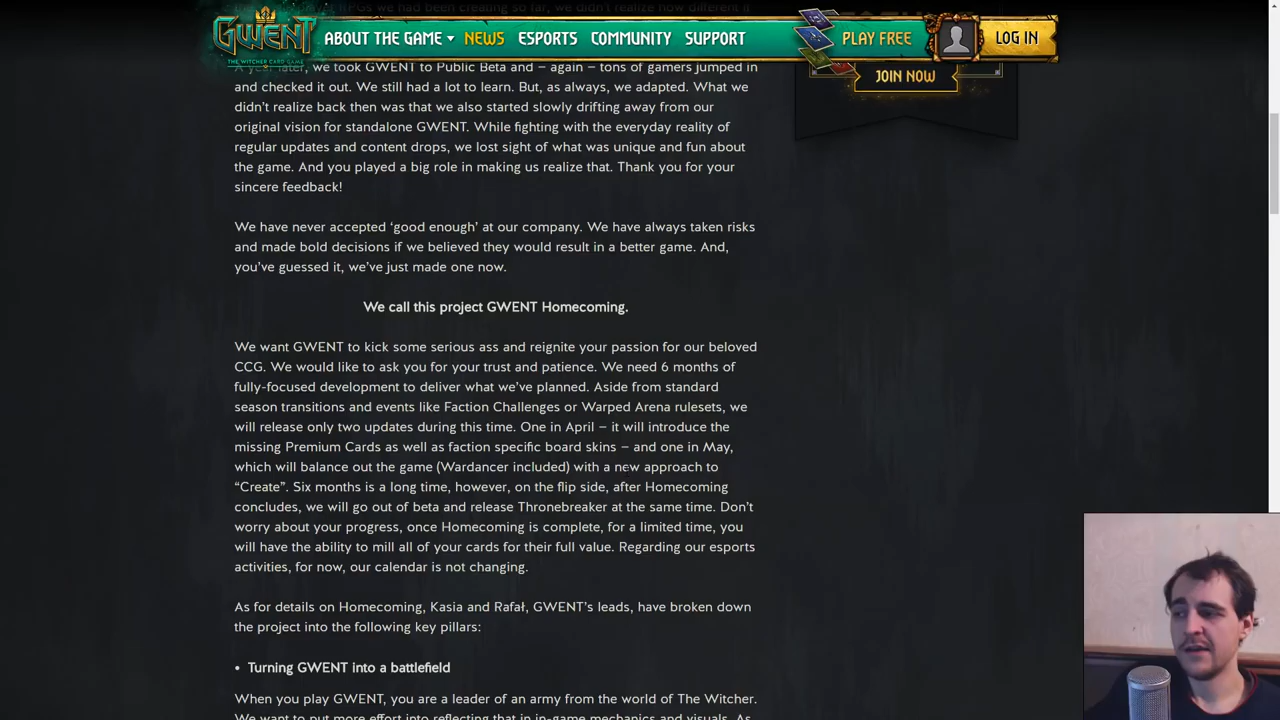 GWENT
THE WITCHER CARD GAME
ABOUT THE GAME
NEWS
ESPORTS
COMMUNITY
SUPPORT
PLAY FREE
LOG IN
JOIN NOW
A year later, we took GWENT to Public Beta and – again – tons of gamers jumped in
and checked it out. We still had a lot to learn. But, as always, we adapted. What we
didn't realize back then was that we also started slowly drifting away from our
original vision for standalone GWENT. While fighting with the everyday reality of
regular updates and content drops, we lost sight of what was unique and fun about
the game. And you played a big role in making us realize that. Thank you for your
sincere feedback!
We have never accepted 'good enough' at our company. We have always taken risks
and made bold decisions if we believed they would result in a better game. And,
you've guessed it, we've just made one now.
We call this project GWENT Homecoming.
We want GWENT to kick some serious ass and reignite your passion for our beloved
CCG. We would like to ask you for your trust and patience. We need 6 months of
fully-focused development to deliver what we've planned. Aside from standard
season transitions and events like Faction Challenges or Warped Arena rulesets, we
will release only two updates during this time. One in April – it will introduce the
missing Premium Cards as well as faction specific board skins – and one in May,
which will balance out the game (Wardancer included) with a new approach to
“Create”. Six months is a long time, however, on the flip side, after Homecoming
concludes, we will go out of beta and release Thronebreaker at the same time. Don't
worry about your progress, once Homecoming is complete, for a limited time, you
will have the ability to mill all of your cards for their full value. Regarding our esports
activities, for now, our calendar is not changing.
As for details on Homecoming, Kasia and Rafał, GWENT's leads, have broken down
the project into the following key pillars:
• Turning GWENT into a battlefield
When you play GWENT, you are a leader of an army from the world of The Witcher.
We want to put more effort into reflecting that in in-game mechanics and visuals. As